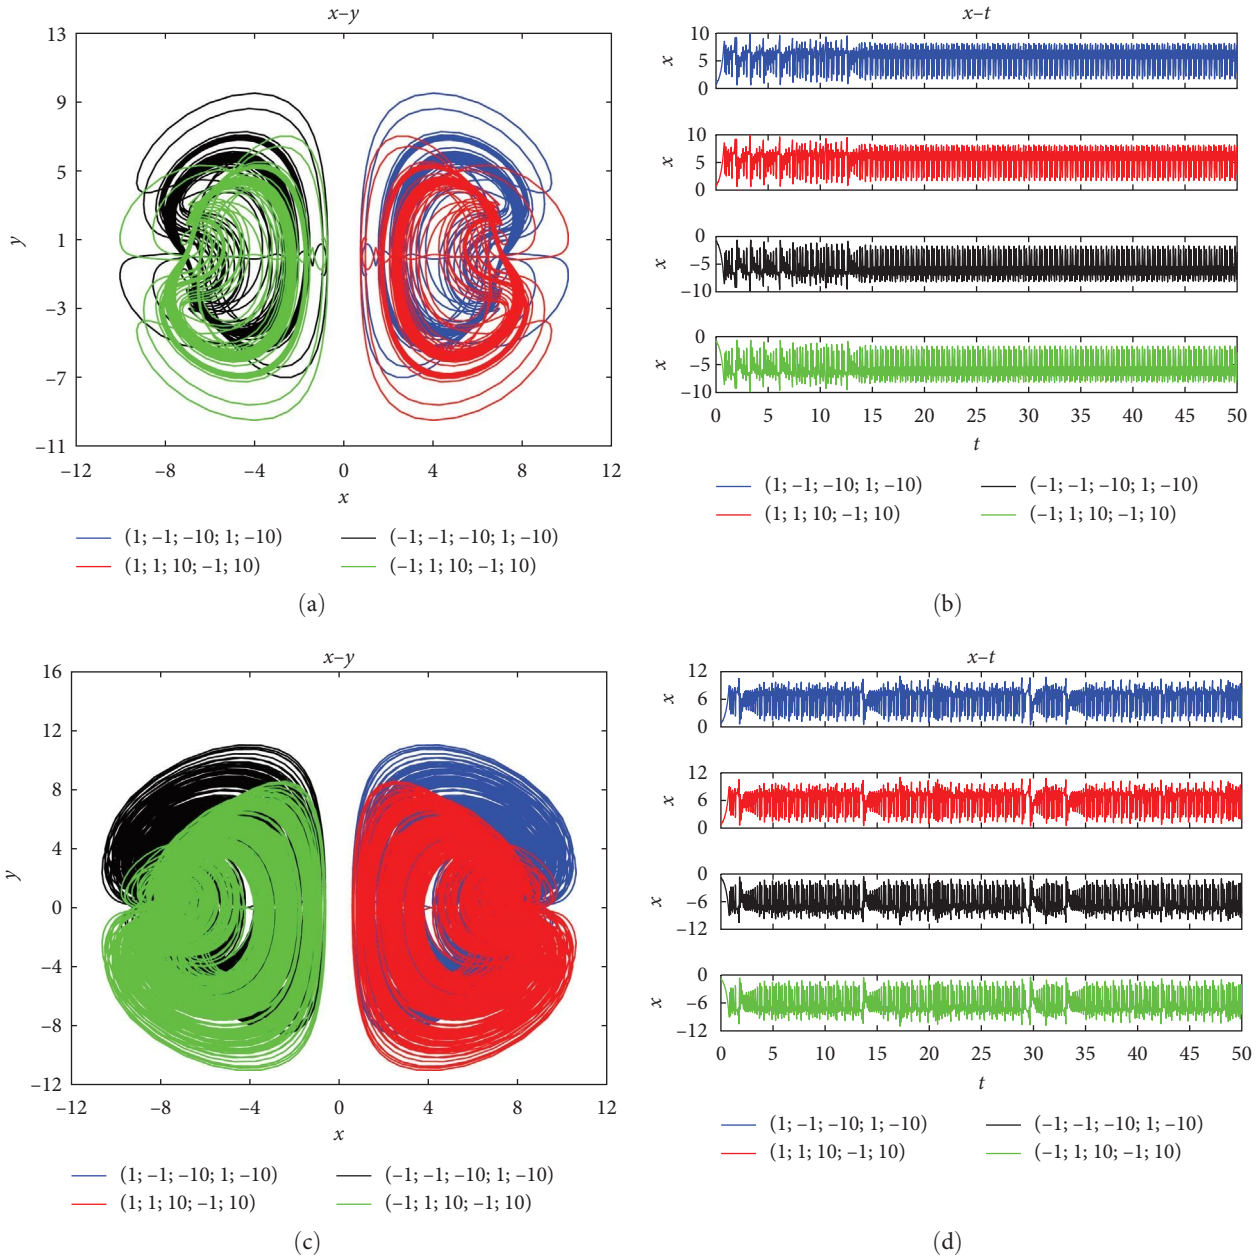 x–y
13
9
5
1
–3
–7
–11
y
–12
–8
–4
0
4
8
12
x
(1; –1; –10; 1; –10)
(–1; –1; –10; 1; –10)
(1; 1; 10; –1; 10)
(–1; 1; 10; –1; 10)
(a)
x–t
10
5
0
x
10
5
0
x
0
–5
–10
x
0
–5
–10
x
0
5
10
15
20
25
30
35
40
45
50
t
(1; –1; –10; 1; –10)
(–1; –1; –10; 1; –10)
(1; 1; 10; –1; 10)
(–1; 1; 10; –1; 10)
(b)
x–y
16
12
8
4
0
–4
–8
–12
y
–12
–8
–4
0
4
8
12
x
(1; –1; –10; 1; –10)
(–1; –1; –10; 1; –10)
(1; 1; 10; –1; 10)
(–1; 1; 10; –1; 10)
(c)
x–t
12
6
0
x
12
6
0
x
0
–6
–12
x
0
–6
–12
x
0
5
10
15
20
25
30
35
40
45
50
t
(1; –1; –10; 1; –10)
(–1; –1; –10; 1; –10)
(1; 1; 10; –1; 10)
(–1; 1; 10; –1; 10)
(d)